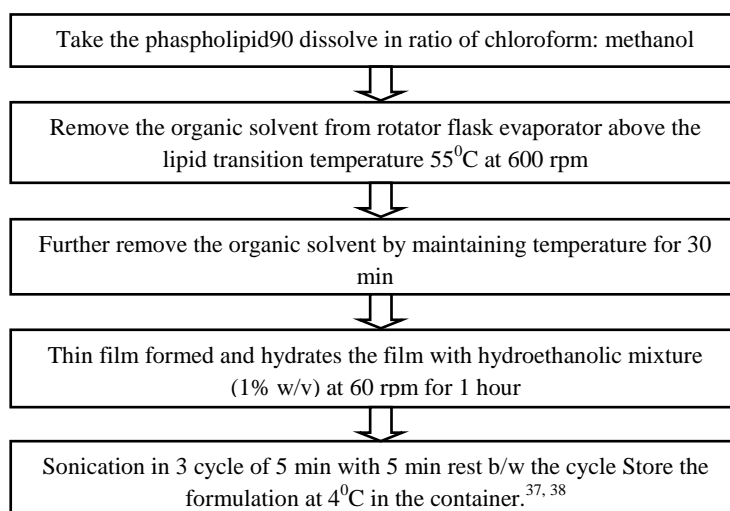 Take the phaspholipid90 dissolve in ratio of chloroform: methanol
Remove the organic solvent from rotator flask evaporator above the
lipid transition temperature 55⁰C at 600 rpm
Further remove the organic solvent by maintaining temperature for 30
min
Thin film formed and hydrates the film with hydroethanolic mixture
(1% w/v) at 60 rpm for 1 hour
Sonication in 3 cycle of 5 min with 5 min rest b/w the cycle Store the
formulation at 4⁰C in the container.³⁷, ³⁸